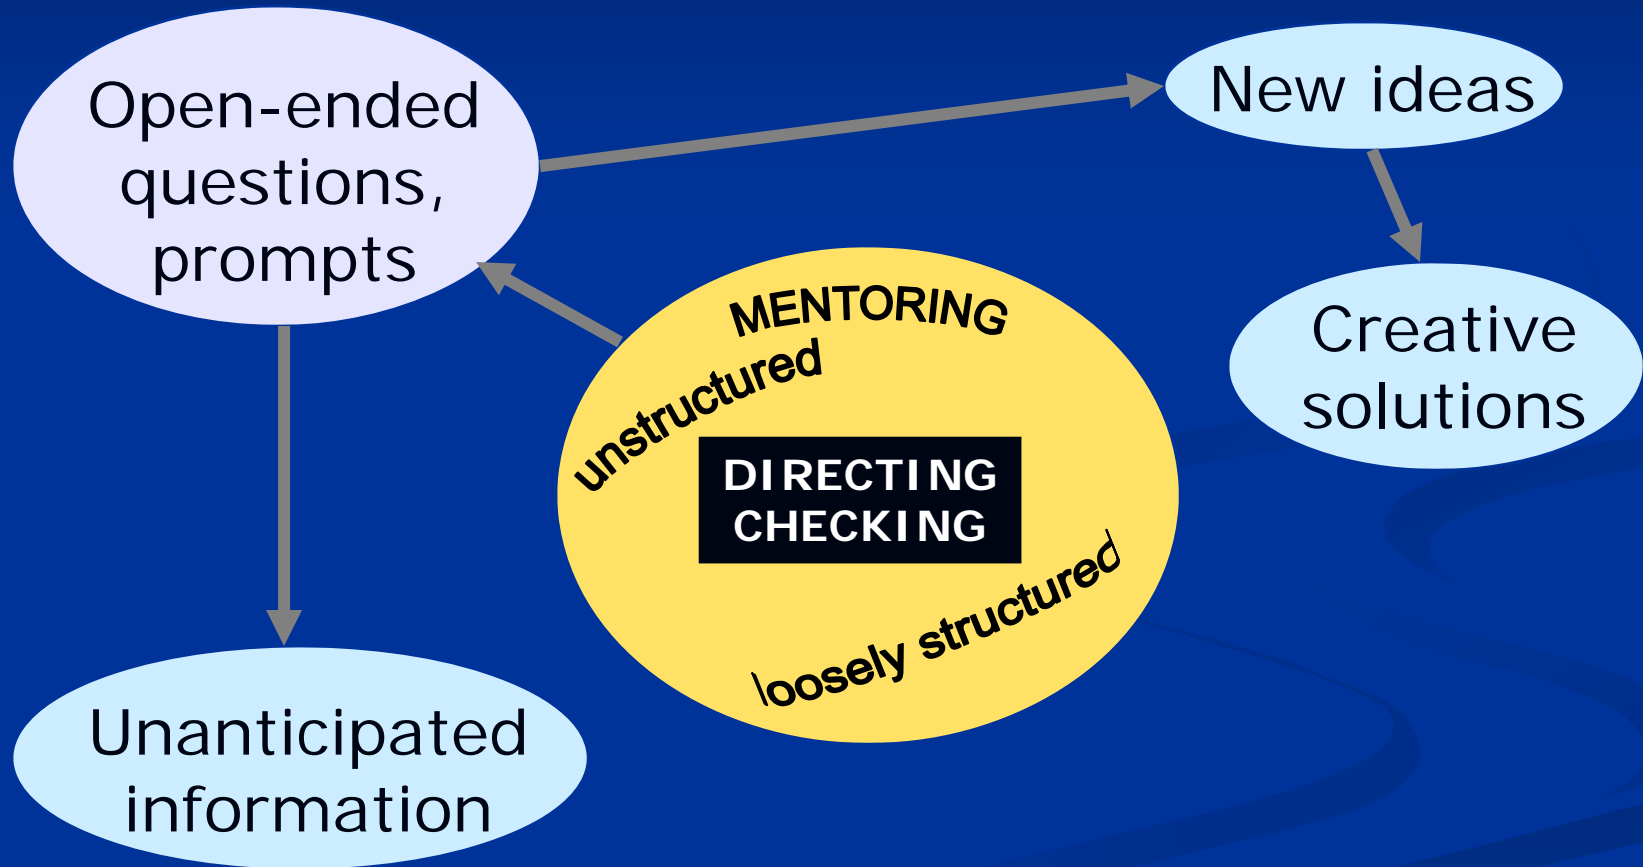 Open-ended
questions,
prompts
New ideas
Creative
solutions
MENTORING
unstructured
DIRECTING
CHECKING
loosely structured
Unanticipated
information